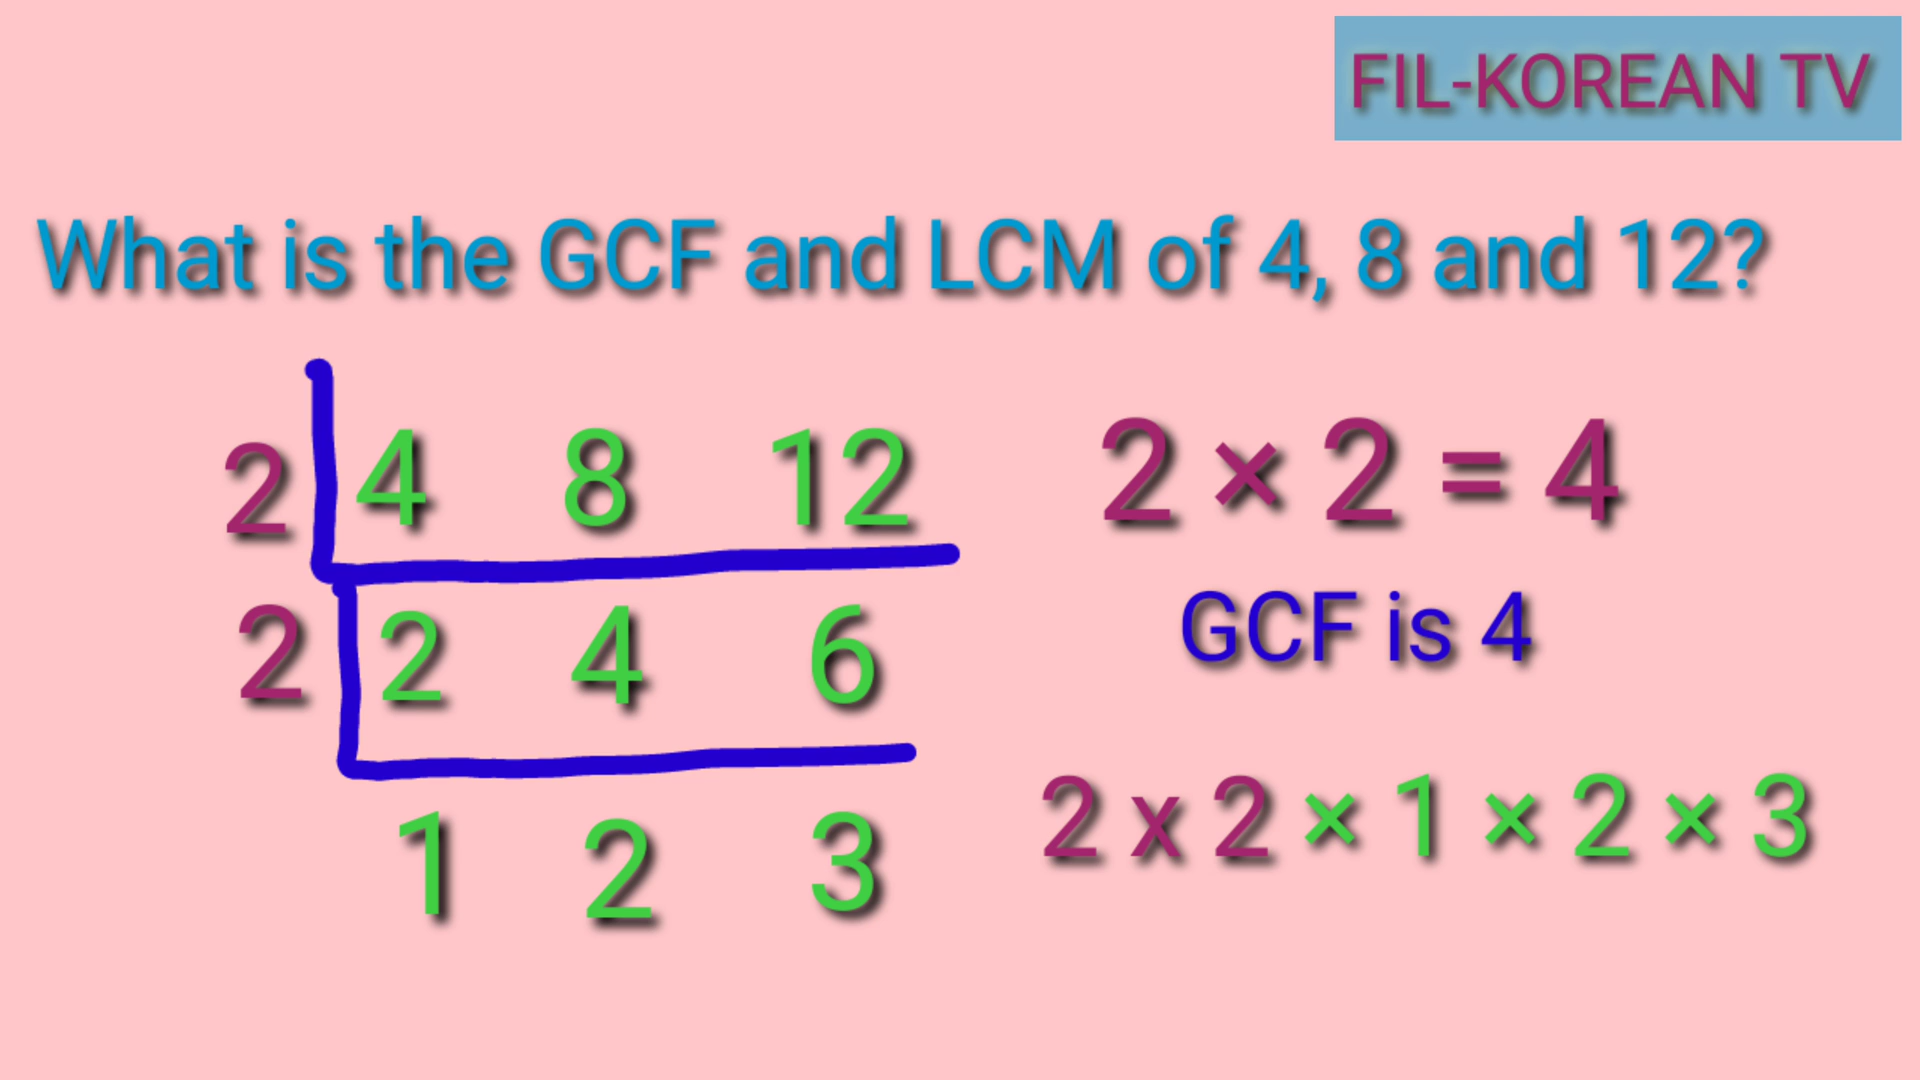 FIL-KOREAN TV
What is the GCF and LCM of 4, 8 and 12?
2 4 8 12
2 2 4 6
1 2 3
2 × 2 = 4
GCF is 4
2 x 2 × 1 × 2 × 3